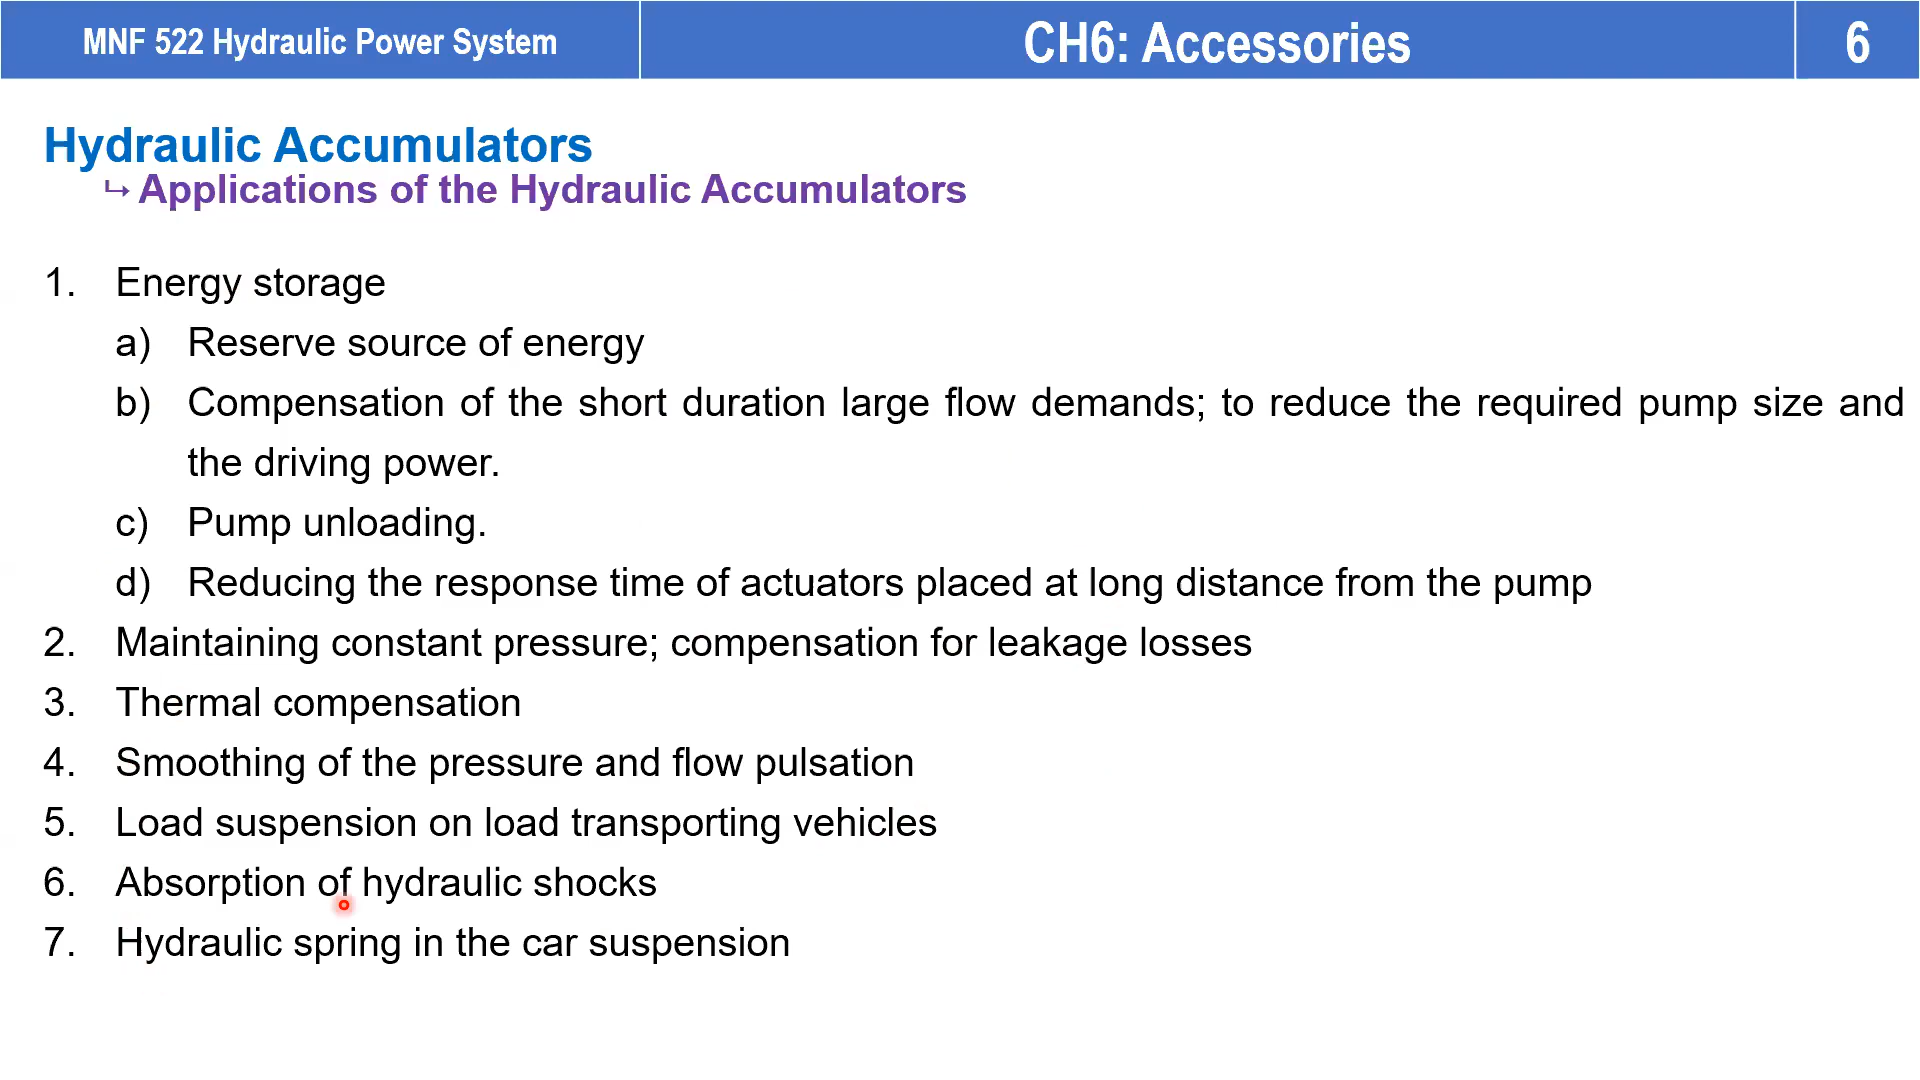 MNF 522 Hydraulic Power System
CH6: Accessories
6
Hydraulic Accumulators
↪ Applications of the Hydraulic Accumulators
1. Energy storage
a) Reserve source of energy
b) Compensation of the short duration large flow demands; to reduce the required pump size and
the driving power.
c) Pump unloading.
d) Reducing the response time of actuators placed at long distance from the pump
2. Maintaining constant pressure; compensation for leakage losses
3. Thermal compensation
4. Smoothing of the pressure and flow pulsation
5. Load suspension on load transporting vehicles
6. Absorption of hydraulic shocks
7. Hydraulic spring in the car suspension